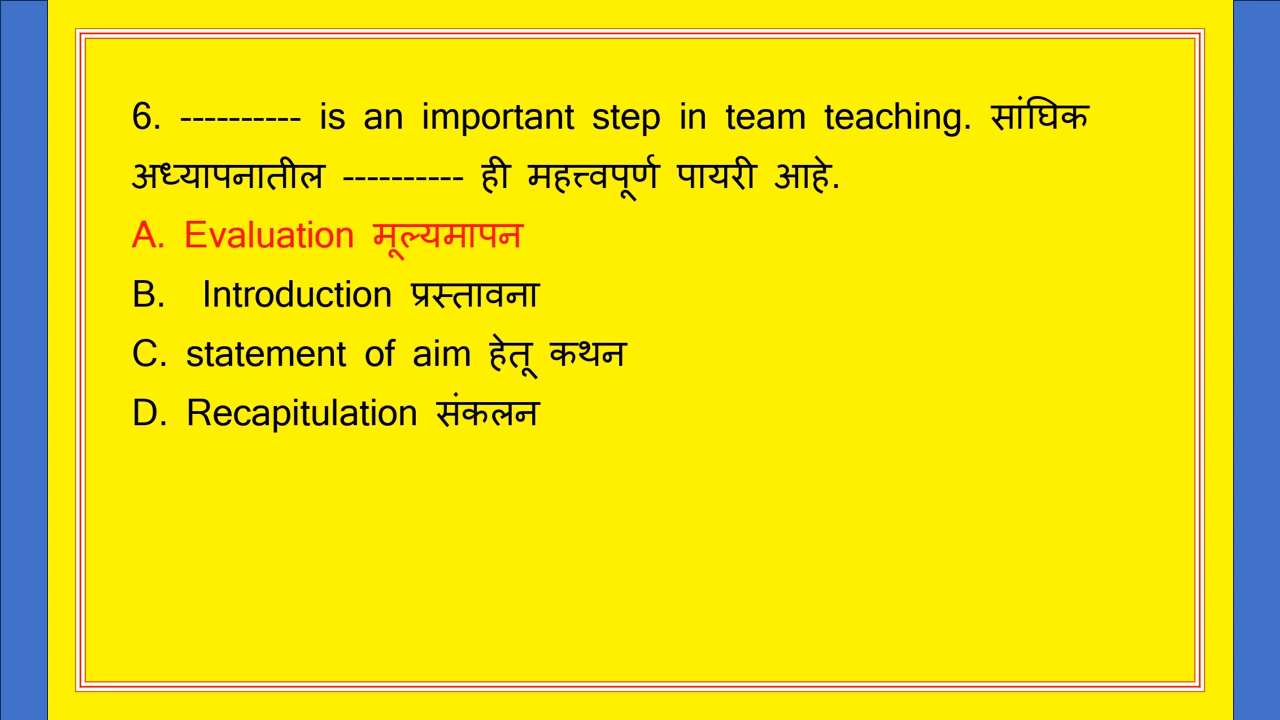 6. ---------- is an important step in team teaching. सांघिक
अध्यापनातील ---------- ही महत्त्वपूर्ण पायरी आहे.
A. Evaluation मूल्यमापन
B. Introduction प्रस्तावना
C. statement of aim हेतू कथन
D. Recapitulation संकलन